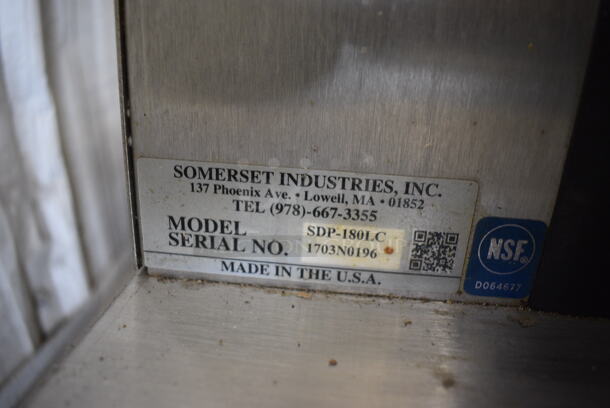 SOMERSET INDUSTRIES, INC.
137 Phoenix Ave. • Lowell, MA • 01852
TEL (978)-667-3355
MODEL SDP-180LC
SERIAL NO. 1703N0196
MADE IN THE U.S.A.
NSF®
D064677